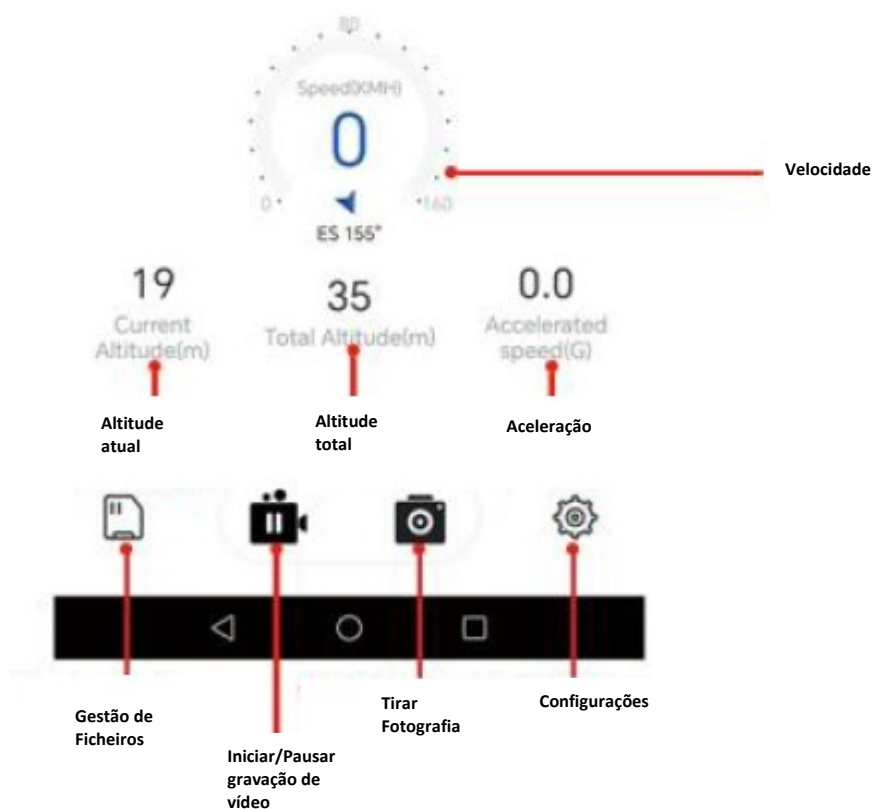 80
Speed(KMH)
0
Velocidade
0
160
ES 155°
19
35
0.0
Current
Altitude(m)
Total Altitude(m)
Accelerated
speed(G)
Altitude
atual
Altitude
total
Aceleração
Gestão de
Ficheiros
Iniciar/Pausar
gravação de
vídeo
Tirar
Fotografia
Configurações